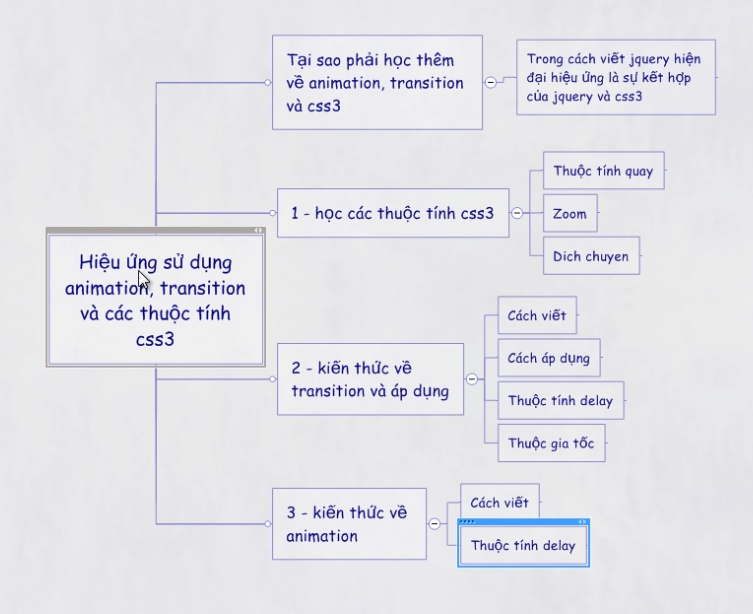 Tại sao phải học thêm
về animation, transition
và css3
Trong cách viết jquery hiện
đại hiệu ứng là sự kết hợp
của jquery và css3
1 - học các thuộc tính css3
Thuộc tính quay
Zoom
Dich chuyen
Hiệu ứng sử dụng
animation, transition
và các thuộc tính
css3
2 - kiến thức về
transition và áp dụng
Cách viết
Cách áp dụng
Thuộc tính delay
Thuộc gia tốc
3 - kiến thức về
animation
Cách viết
Thuộc tính delay